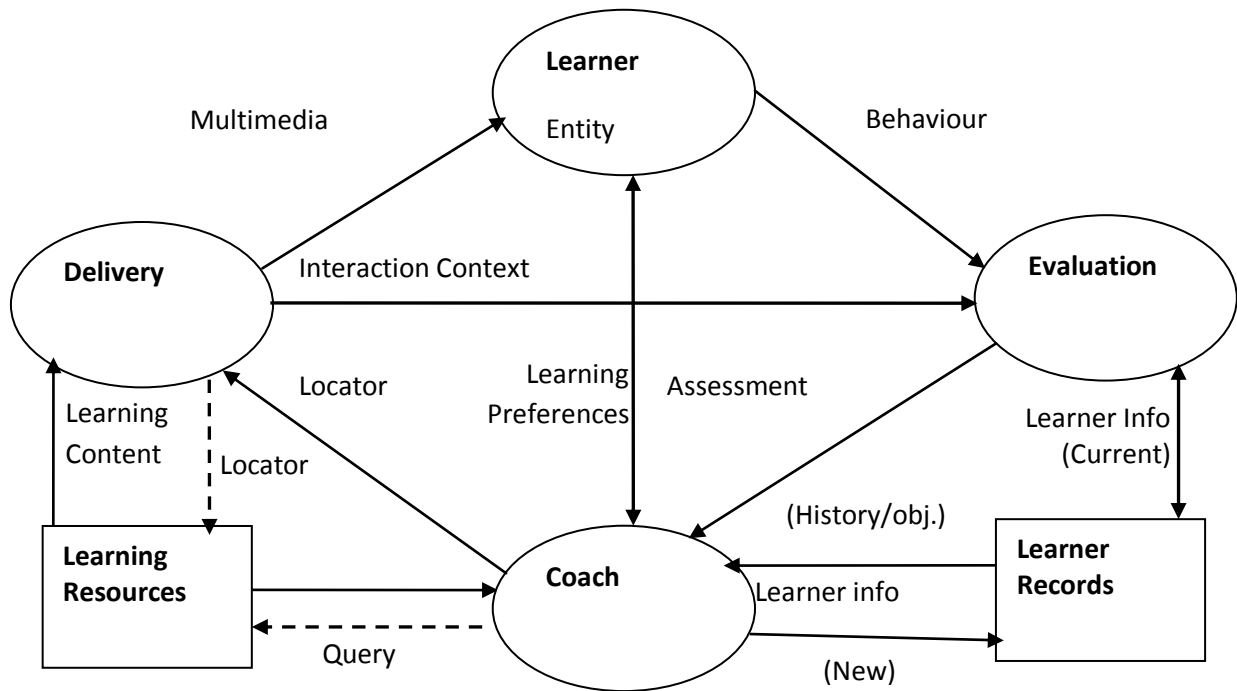 Learner
Entity
Multimedia
Behaviour
Delivery
Interaction Context
Evaluation
Locator
Learning
Preferences
Assessment
Learning
Content
Locator
Learner Info
(Current)
(History/obj.)
Learning
Resources
Coach
Learner info
Learner
Records
Query
(New)